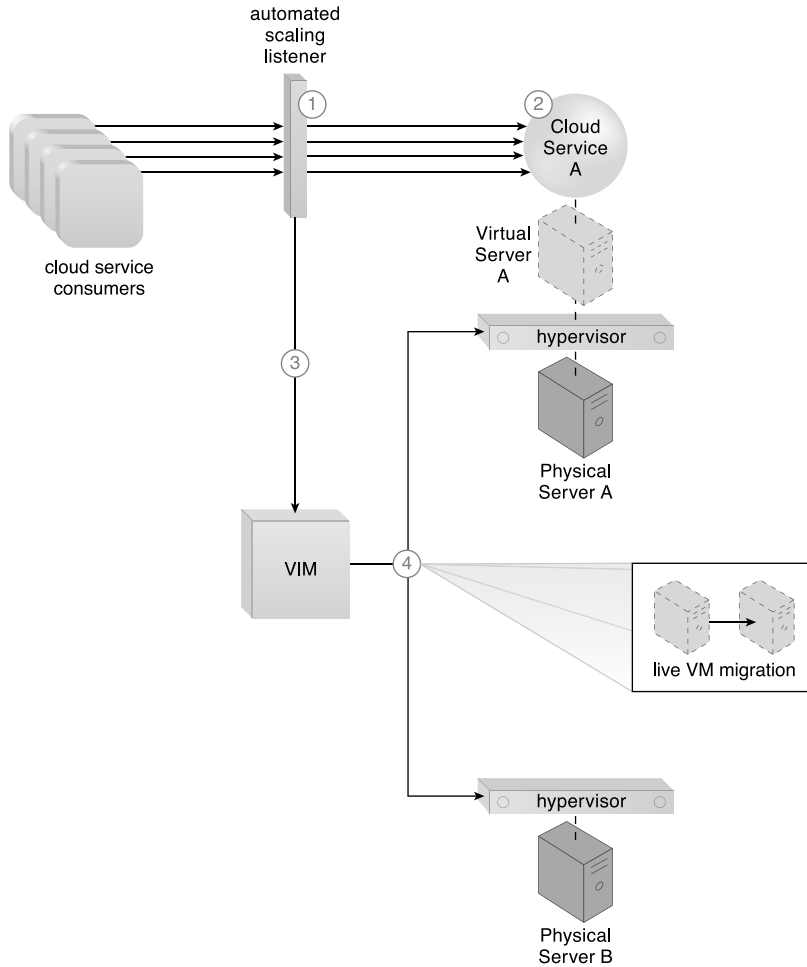 automated
scaling
listener
1
2
Cloud
Service
A
cloud service
consumers
Virtual
Server
A
hypervisor
3
Physical
Server A
VIM
4
live VM migration
hypervisor
Physical
Server B